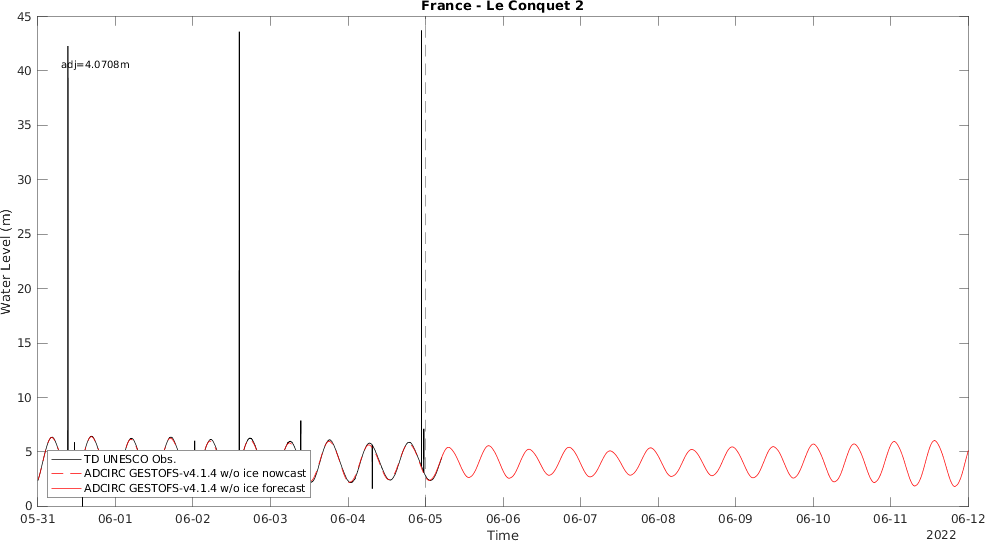 France - Le Conquet 2
45
40
35
30
25
20
15
10
5
0
Water Level (m)
adj=4.0708m
TD UNESCO Obs.
ADCIRC GESTOFS-v4.1.4 w/o ice nowcast
ADCIRC GESTOFS-v4.1.4 w/o ice forecast
05-31 06-01 06-02 06-03 06-04 06-05 06-06 06-07 06-08 06-09 06-10 06-11 06-12
Time
2022